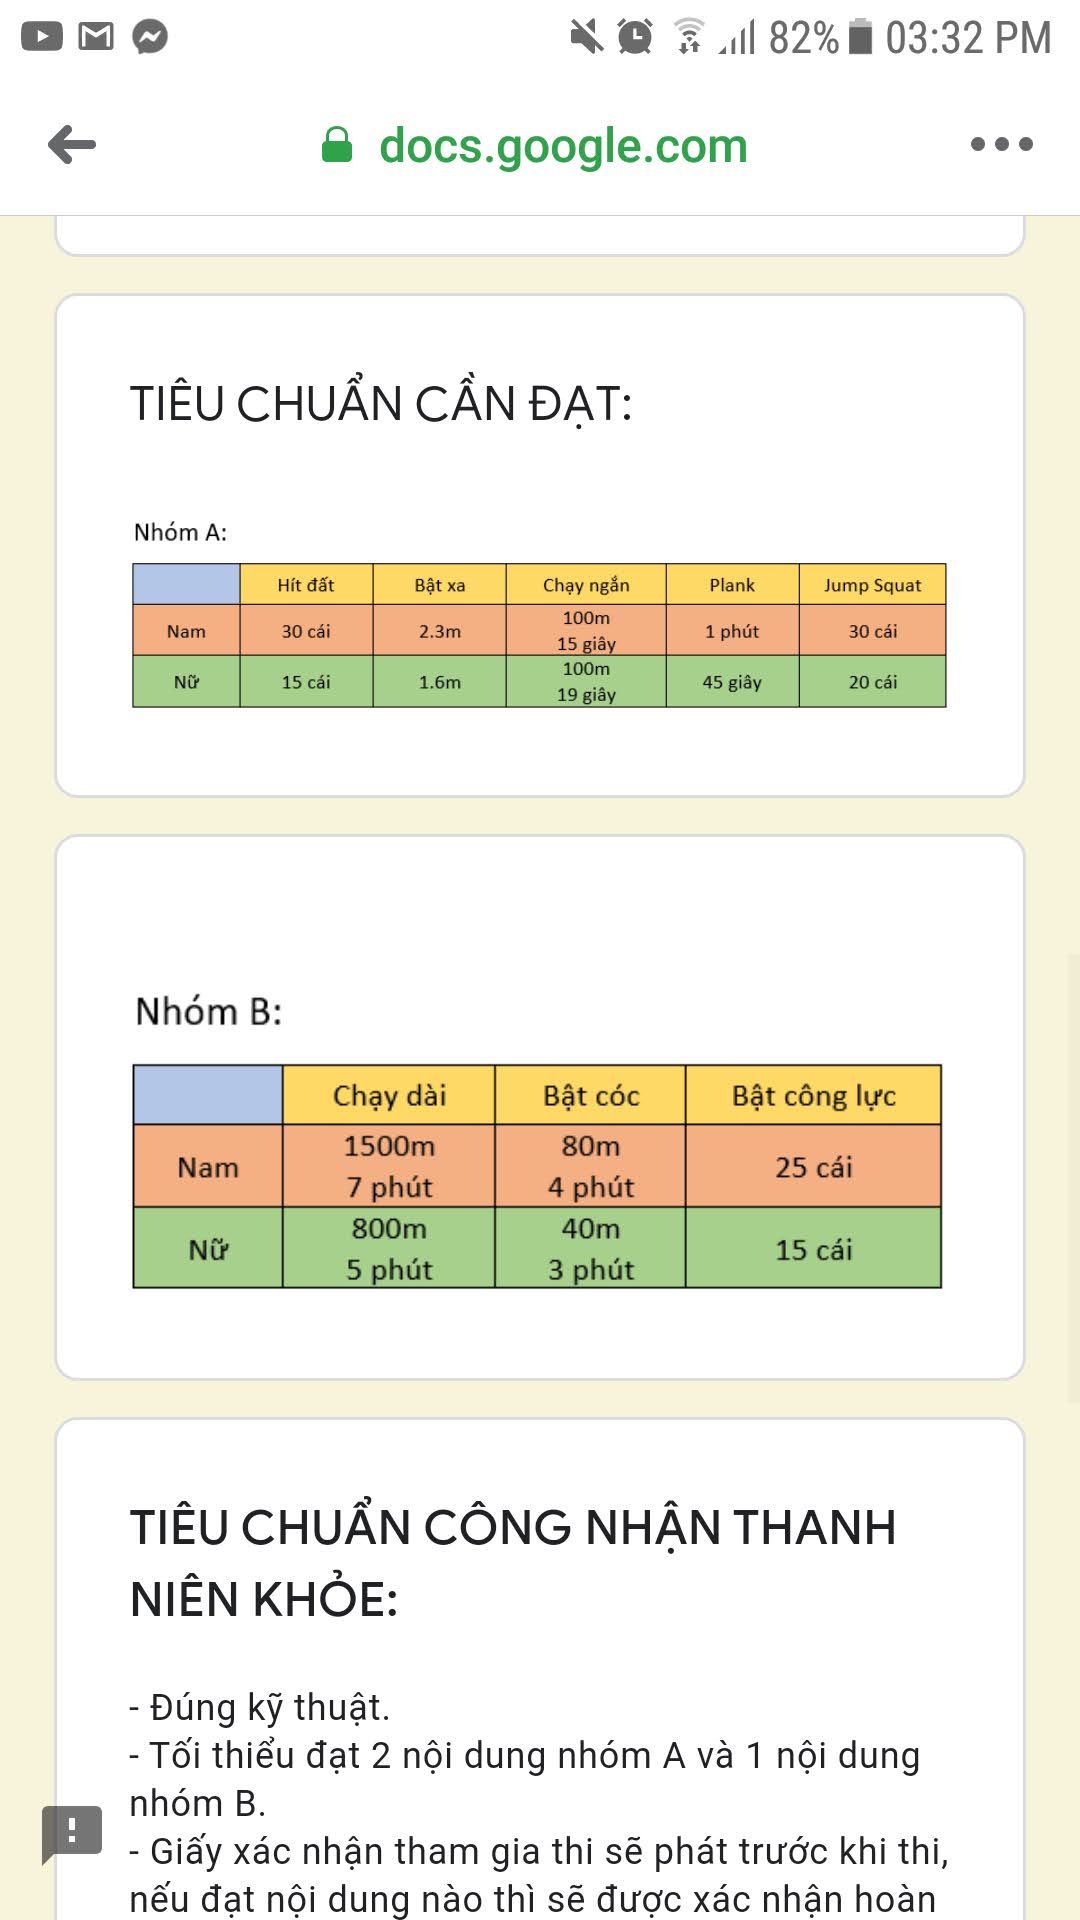 82% 03:32 PM
docs.google.com
TIÊU CHUẨN CẦN ĐẠT:
Nhóm A:
Hít đất Bật xa Chạy ngắn Plank Jump Squat
Nam 30 cái 2.3m 100m 15 giây 1 phút 30 cái
Nữ 15 cái 1.6m 100m 19 giây 45 giây 20 cái
Nhóm B:
Chạy dài Bật cóc Bật công lực
Nam 1500m 7 phút 80m 4 phút 25 cái
Nữ 800m 5 phút 40m 3 phút 15 cái
TIÊU CHUẨN CÔNG NHẬN THANH
NIÊN KHỎE:
- Đúng kỹ thuật.
- Tối thiểu đạt 2 nội dung nhóm A và 1 nội dung
nhóm B.
- Giấy xác nhận tham gia thi sẽ phát trước khi thi,
nếu đạt nội dung nào thì sẽ được xác nhận hoàn